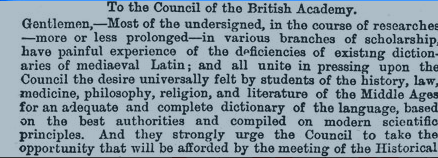 To the Council of the British Academy.
Gentlemen,—Most of the undersigned, in the course of researches
—more or less prolonged—in various branches of scholarship,
have painful experience of the deficiencies of existing diction-
aries of mediaeval Latin; and all unite in pressing upon the
Council the desire universally felt by students of the history, law,
medicine, philosophy, religion, and literature of the Middle Ages
for an adequate and complete dictionary of the language, based
on the best authorities and compiled on modern scientific
principles. And they strongly urge the Council to take the
opportunity that will be afforded by the meeting of the Historical